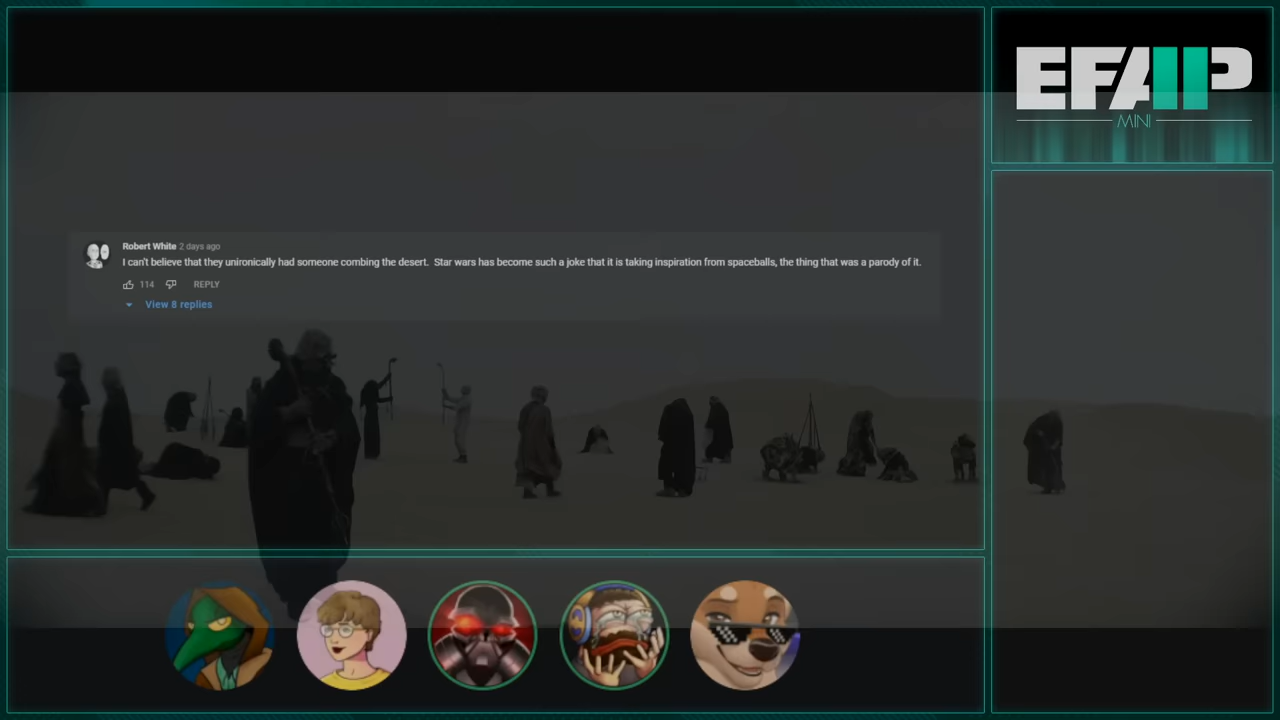 EFAP
MINI
Robert White 2 days ago
I can't believe that they unironically had someone combing the desert. Star wars has become such a joke that it is taking inspiration from spaceballs, the thing that was a parody of it.
114 REPLY
View 8 replies